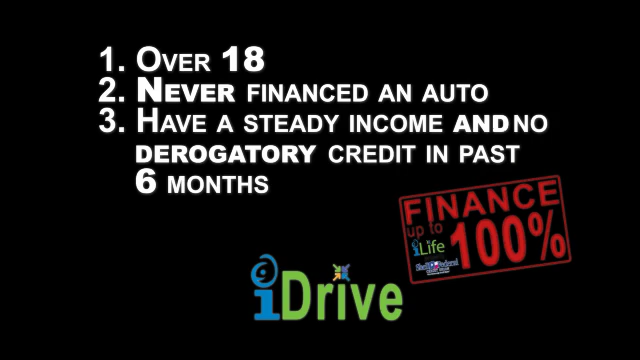 1. OVER 18
2. NEVER FINANCED AN AUTO
3. HAVE A STEADY INCOME AND NO
DEROGATORY CREDIT IN PAST
6 MONTHS
FINANCE
up to
100%
iLife
iDrive